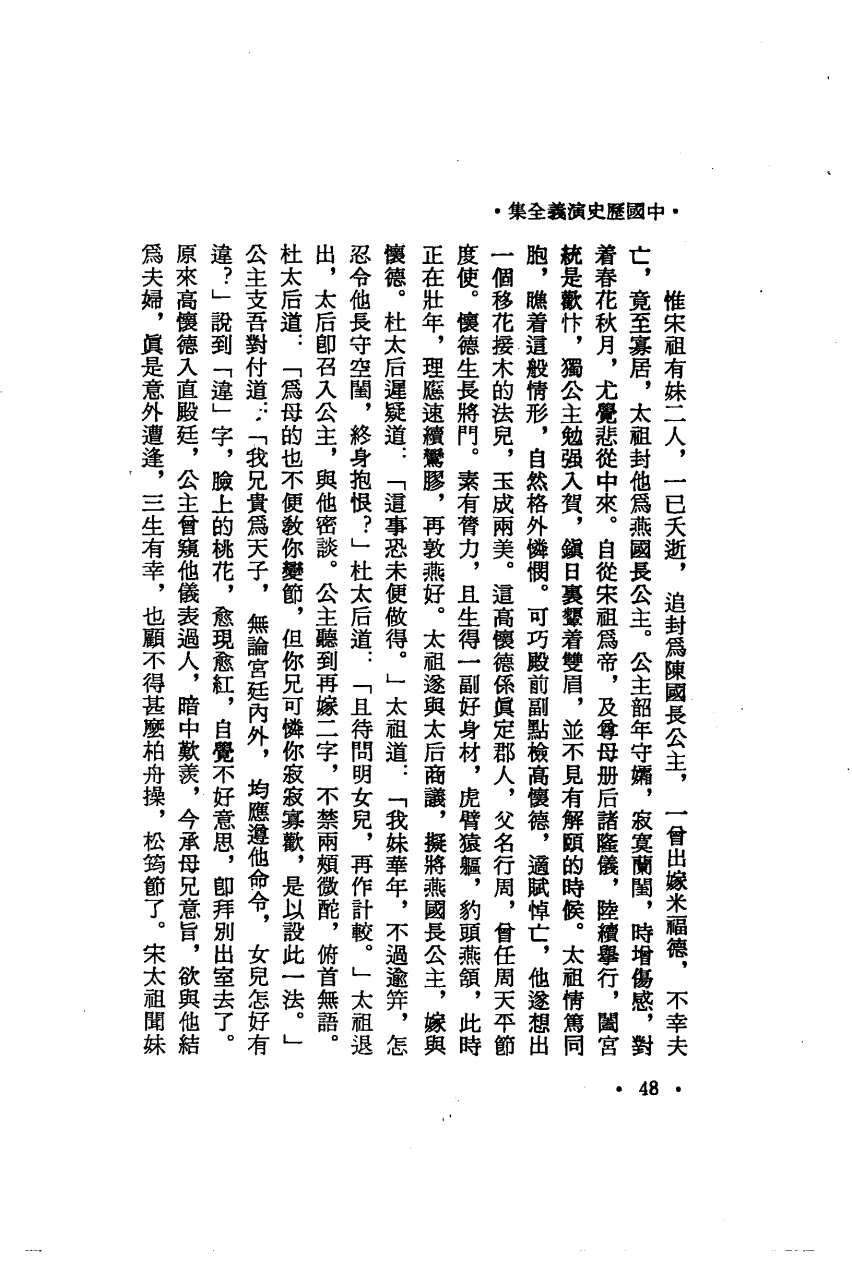 •中國歷史演義全集•
惟宋祖有妹二人，一已夭逝，追封爲陳國長公主，一曾出嫁米福德，不幸夫
亡，竟至寡居，太祖封他爲燕國長公主。公主韶年守孀，寂寞蘭閨，時增傷感，對
着春花秋月，尤覺悲從中來。自從宋祖爲帝，及尊母册后諸隆儀，陸續舉行，闔宮
統是歡忭，獨公主勉强入賀，鎭日裏顰着雙眉，並不見有解頤的時候。太祖情篤同
胞，瞧着這般情形，自然格外憐憫。可巧殿前副點檢高懷德，適賦悼亡，他遂想出
一個移花接木的法兒，玉成兩美。這高懷德係眞定郡人，父名行周，曾任周天平節
度使。懷德生長將門。素有膂力，且生得一副好身材，虎臂猿軀，豹頭燕頷，此時
正在壯年，理應速續鸞膠，再敦燕好。太祖遂與太后商議，擬將燕國長公主，嫁與
懷德。杜太后遲疑道：「這事恐未便做得。」太祖道：「我妹華年，不過逾笄，怎
忍令他長守空閨，終身抱恨？」杜太后道：「且待問明女兒，再作計較。」太祖退
出，太后卽召入公主，與他密談。公主聽到再嫁二字，不禁兩頰微酡，俯首無語。
杜太后道：「爲母的也不便敎你變節，但你兄可憐你寂寂寡歡，是以設此一法。」
公主支吾對付道：「我兄貴爲天子，無論宮廷內外，均應遵他命令，女兒怎好有
違？」說到「違」字，臉上的桃花，愈現愈紅，自覺不好意思，卽拜別出室去了。
原來高懷德入直殿廷，公主曾窺他儀表過人，暗中歎羨，今承母兄意旨，欲與他結
爲夫婦，眞是意外遭逢，三生有幸，也顧不得甚麼柏舟操，松筠節了。宋太祖聞妹
• 48 •